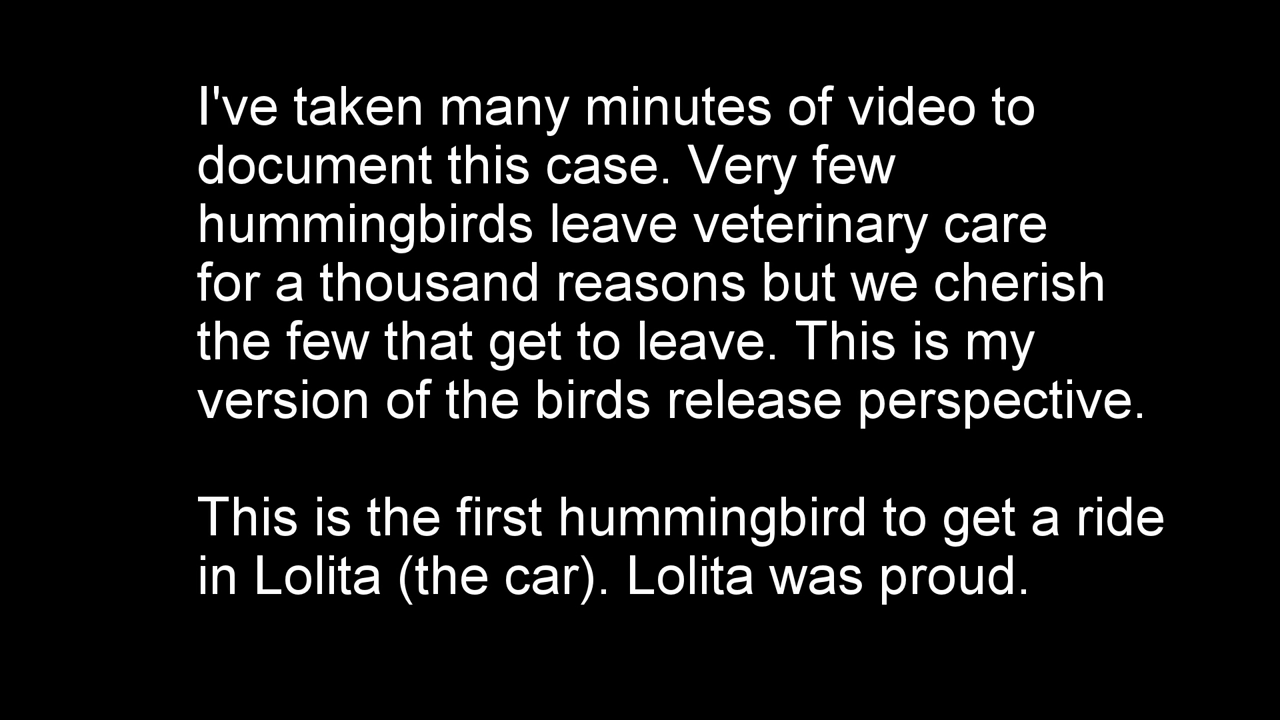 I've taken many minutes of video to
document this case. Very few
hummingbirds leave veterinary care
for a thousand reasons but we cherish
the few that get to leave. This is my
version of the birds release perspective.
This is the first hummingbird to get a ride
in Lolita (the car). Lolita was proud.